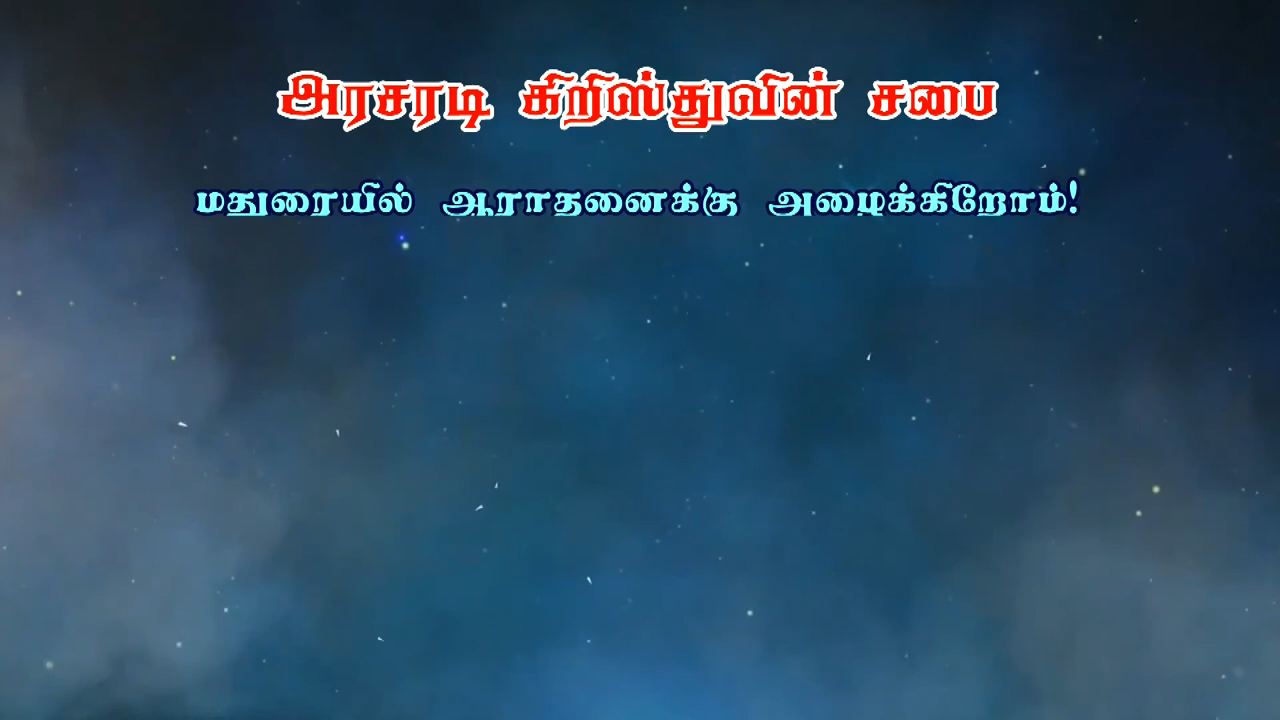 அரசரடி கிறிஸ்துவின் சபை
மதுரையில் ஆராதனைக்கு அழைக்கிறோம்!